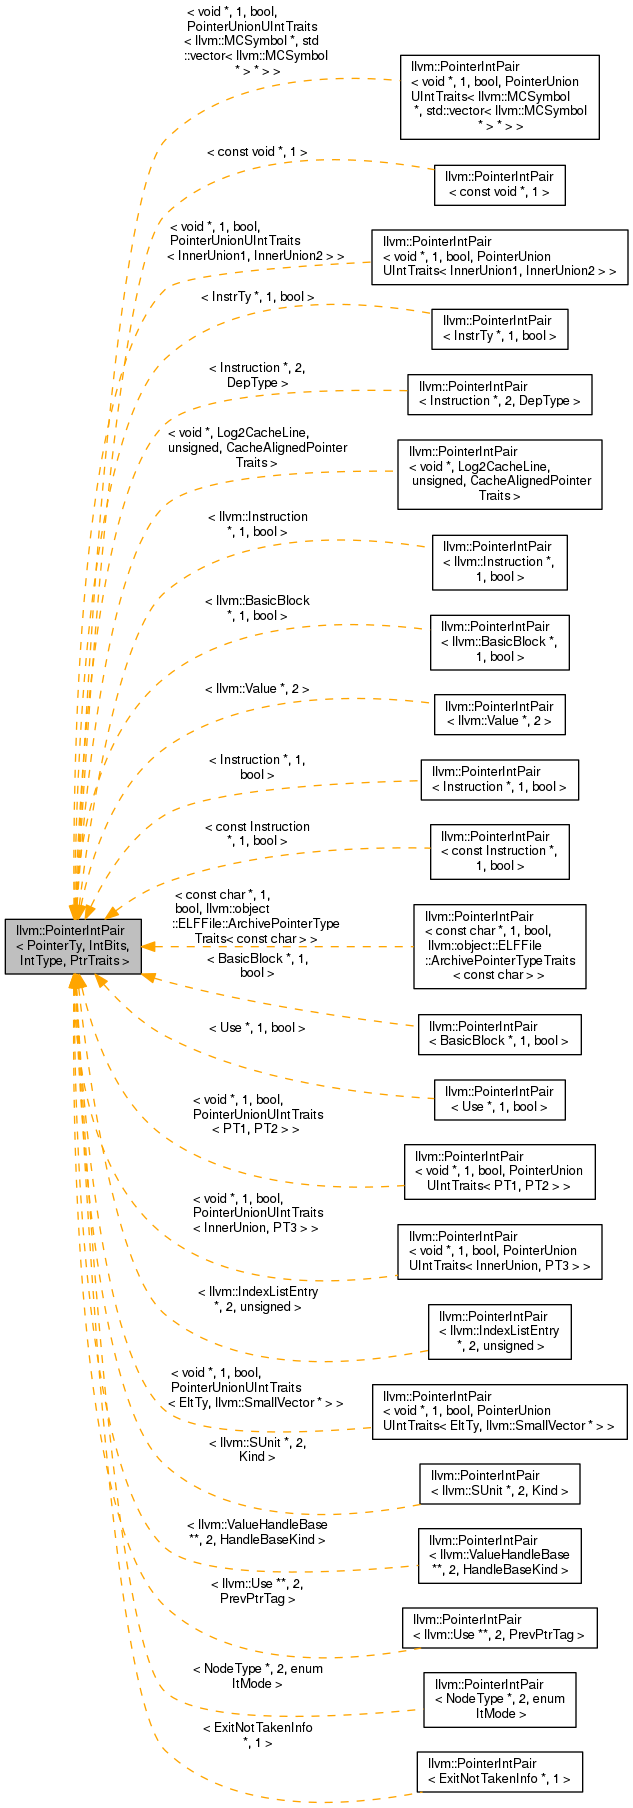 < void *, 1, bool,
PointerUnionUIntTraits
< llvm::MCSymbol *, std
::vector< llvm::MCSymbol
* > * > >
llvm::PointerIntPair
< void *, 1, bool, PointerUnion
UIntTraits< llvm::MCSymbol
*, std::vector< llvm::MCSymbol
* > * > >
< const void *, 1 >
llvm::PointerIntPair
< const void *, 1 >
< void *, 1, bool,
PointerUnionUIntTraits
< InnerUnion1, InnerUnion2 > >
llvm::PointerIntPair
< void *, 1, bool, PointerUnion
UIntTraits< InnerUnion1, InnerUnion2 > >
< InstrTy *, 1, bool >
llvm::PointerIntPair
< InstrTy *, 1, bool >
< Instruction *, 2,
DepType >
llvm::PointerIntPair
< Instruction *, 2, DepType >
< void *, Log2CacheLine,
unsigned, CacheAlignedPointer
Traits >
llvm::PointerIntPair
< void *, Log2CacheLine,
unsigned, CacheAlignedPointer
Traits >
< llvm::Instruction
*, 1, bool >
llvm::PointerIntPair
< llvm::Instruction *,
1, bool >
< llvm::BasicBlock
*, 1, bool >
llvm::PointerIntPair
< llvm::BasicBlock *,
1, bool >
< llvm::Value *, 2 >
llvm::PointerIntPair
< llvm::Value *, 2 >
< Instruction *, 1,
bool >
llvm::PointerIntPair
< Instruction *, 1, bool >
< const Instruction
*, 1, bool >
llvm::PointerIntPair
< const Instruction *,
1, bool >
llvm::PointerIntPair
< PointerTy, IntBits,
IntType, PtrTraits >
< const char *, 1,
bool, llvm::object
::ELFFile::ArchivePointerType
Traits< const char > >
llvm::PointerIntPair
< const char *, 1, bool,
llvm::object::ELFFile
::ArchivePointerTypeTraits
< const char > >
< BasicBlock *, 1,
bool >
llvm::PointerIntPair
< BasicBlock *, 1, bool >
< Use *, 1, bool >
llvm::PointerIntPair
< Use *, 1, bool >
< void *, 1, bool,
PointerUnionUIntTraits
< PT1, PT2 > >
llvm::PointerIntPair
< void *, 1, bool, PointerUnion
UIntTraits< PT1, PT2 > >
< void *, 1, bool,
PointerUnionUIntTraits
< InnerUnion, PT3 > >
llvm::PointerIntPair
< void *, 1, bool, PointerUnion
UIntTraits< InnerUnion, PT3 > >
< llvm::IndexListEntry
*, 2, unsigned >
llvm::PointerIntPair
< llvm::IndexListEntry
*, 2, unsigned >
< void *, 1, bool,
PointerUnionUIntTraits
< EltTy, llvm::SmallVector * > >
llvm::PointerIntPair
< void *, 1, bool, PointerUnion
UIntTraits< EltTy, llvm::SmallVector * > >
< llvm::SUnit *, 2,
Kind >
llvm::PointerIntPair
< llvm::SUnit *, 2, Kind >
< llvm::ValueHandleBase
**, 2, HandleBaseKind >
llvm::PointerIntPair
< llvm::ValueHandleBase
**, 2, HandleBaseKind >
< llvm::Use **, 2,
PrevPtrTag >
llvm::PointerIntPair
< llvm::Use **, 2, PrevPtrTag >
< NodeType *, 2, enum
ItMode >
llvm::PointerIntPair
< NodeType *, 2, enum
ItMode >
< ExitNotTakenInfo
*, 1 >
llvm::PointerIntPair
< ExitNotTakenInfo *, 1 >